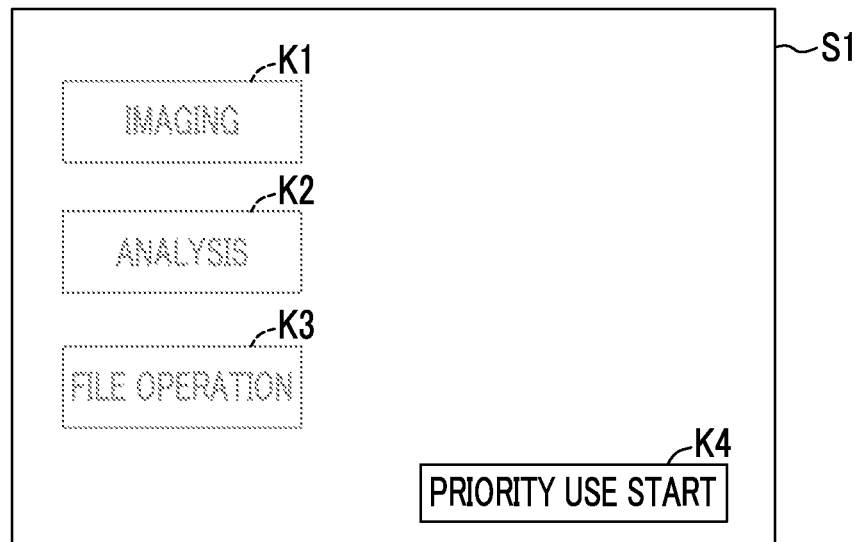 S1
K1
IMAGING
K2
ANALYSIS
K3
FILE OPERATION
K4
PRIORITY USE START